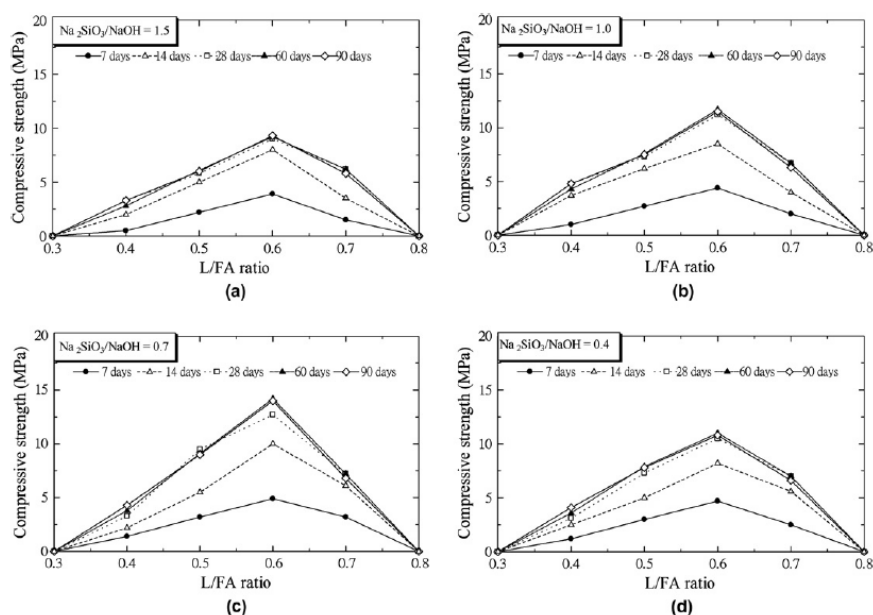 Na2SiO3/NaOH = 1.5
7 days 14 days 28 days 60 days 90 days
Compressive strength (MPa)
20
15
10
5
0
0.3 0.4 0.5 0.6 0.7 0.8
L/FA ratio
(a)
Na2SiO3/NaOH = 1.0
7 days 14 days 28 days 60 days 90 days
Compressive strength (MPa)
20
15
10
5
0
0.3 0.4 0.5 0.6 0.7 0.8
L/FA ratio
(b)
Na2SiO3/NaOH = 0.7
7 days 14 days 28 days 60 days 90 days
Compressive strength (MPa)
20
15
10
5
0
0.3 0.4 0.5 0.6 0.7 0.8
L/FA ratio
(c)
Na2SiO3/NaOH = 0.4
7 days 14 days 28 days 60 days 90 days
Compressive strength (MPa)
20
15
10
5
0
0.3 0.4 0.5 0.6 0.7 0.8
L/FA ratio
(d)